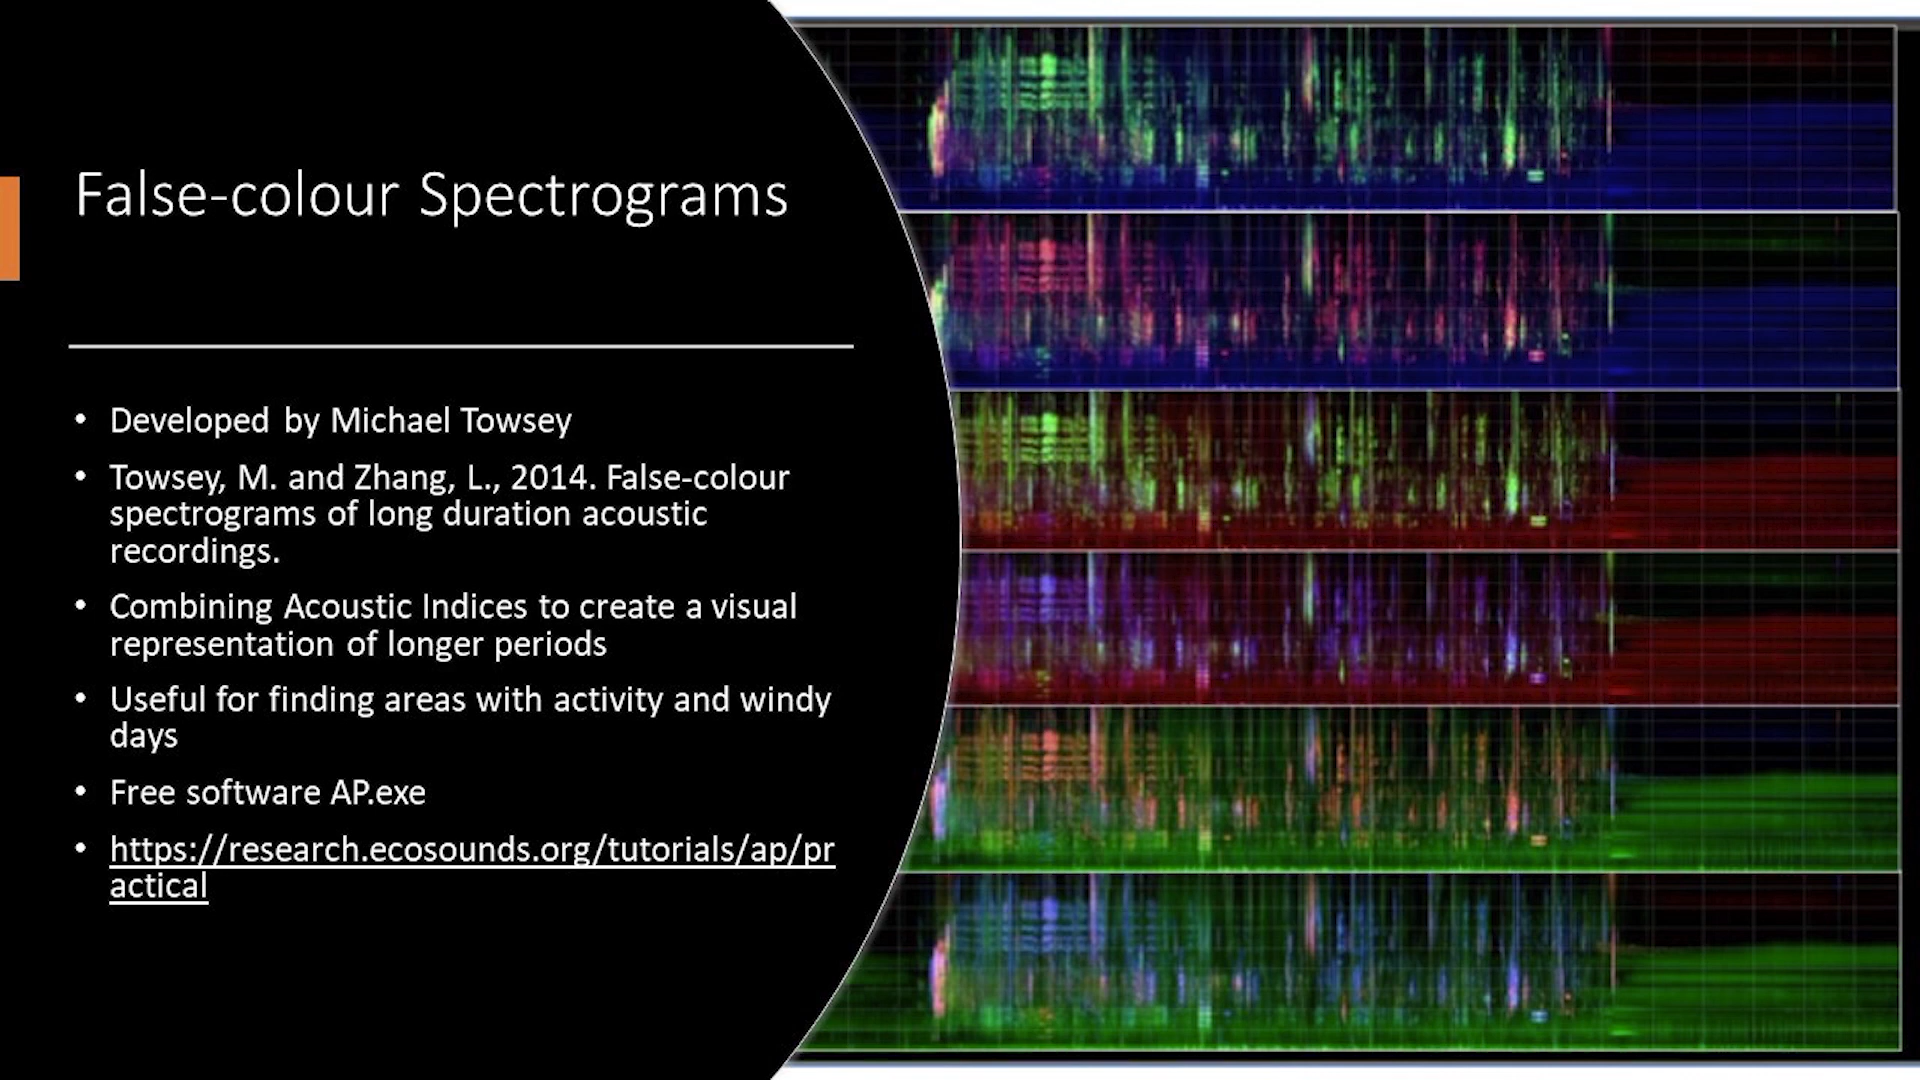 False-colour Spectrograms
• Developed by Michael Towsey
• Towsey, M. and Zhang, L., 2014. False-colour
spectrograms of long duration acoustic
recordings.
• Combining Acoustic Indices to create a visual
representation of longer periods
• Useful for finding areas with activity and windy
days
• Free software AP.exe
• https://research.ecosounds.org/tutorials/ap/pr
actical